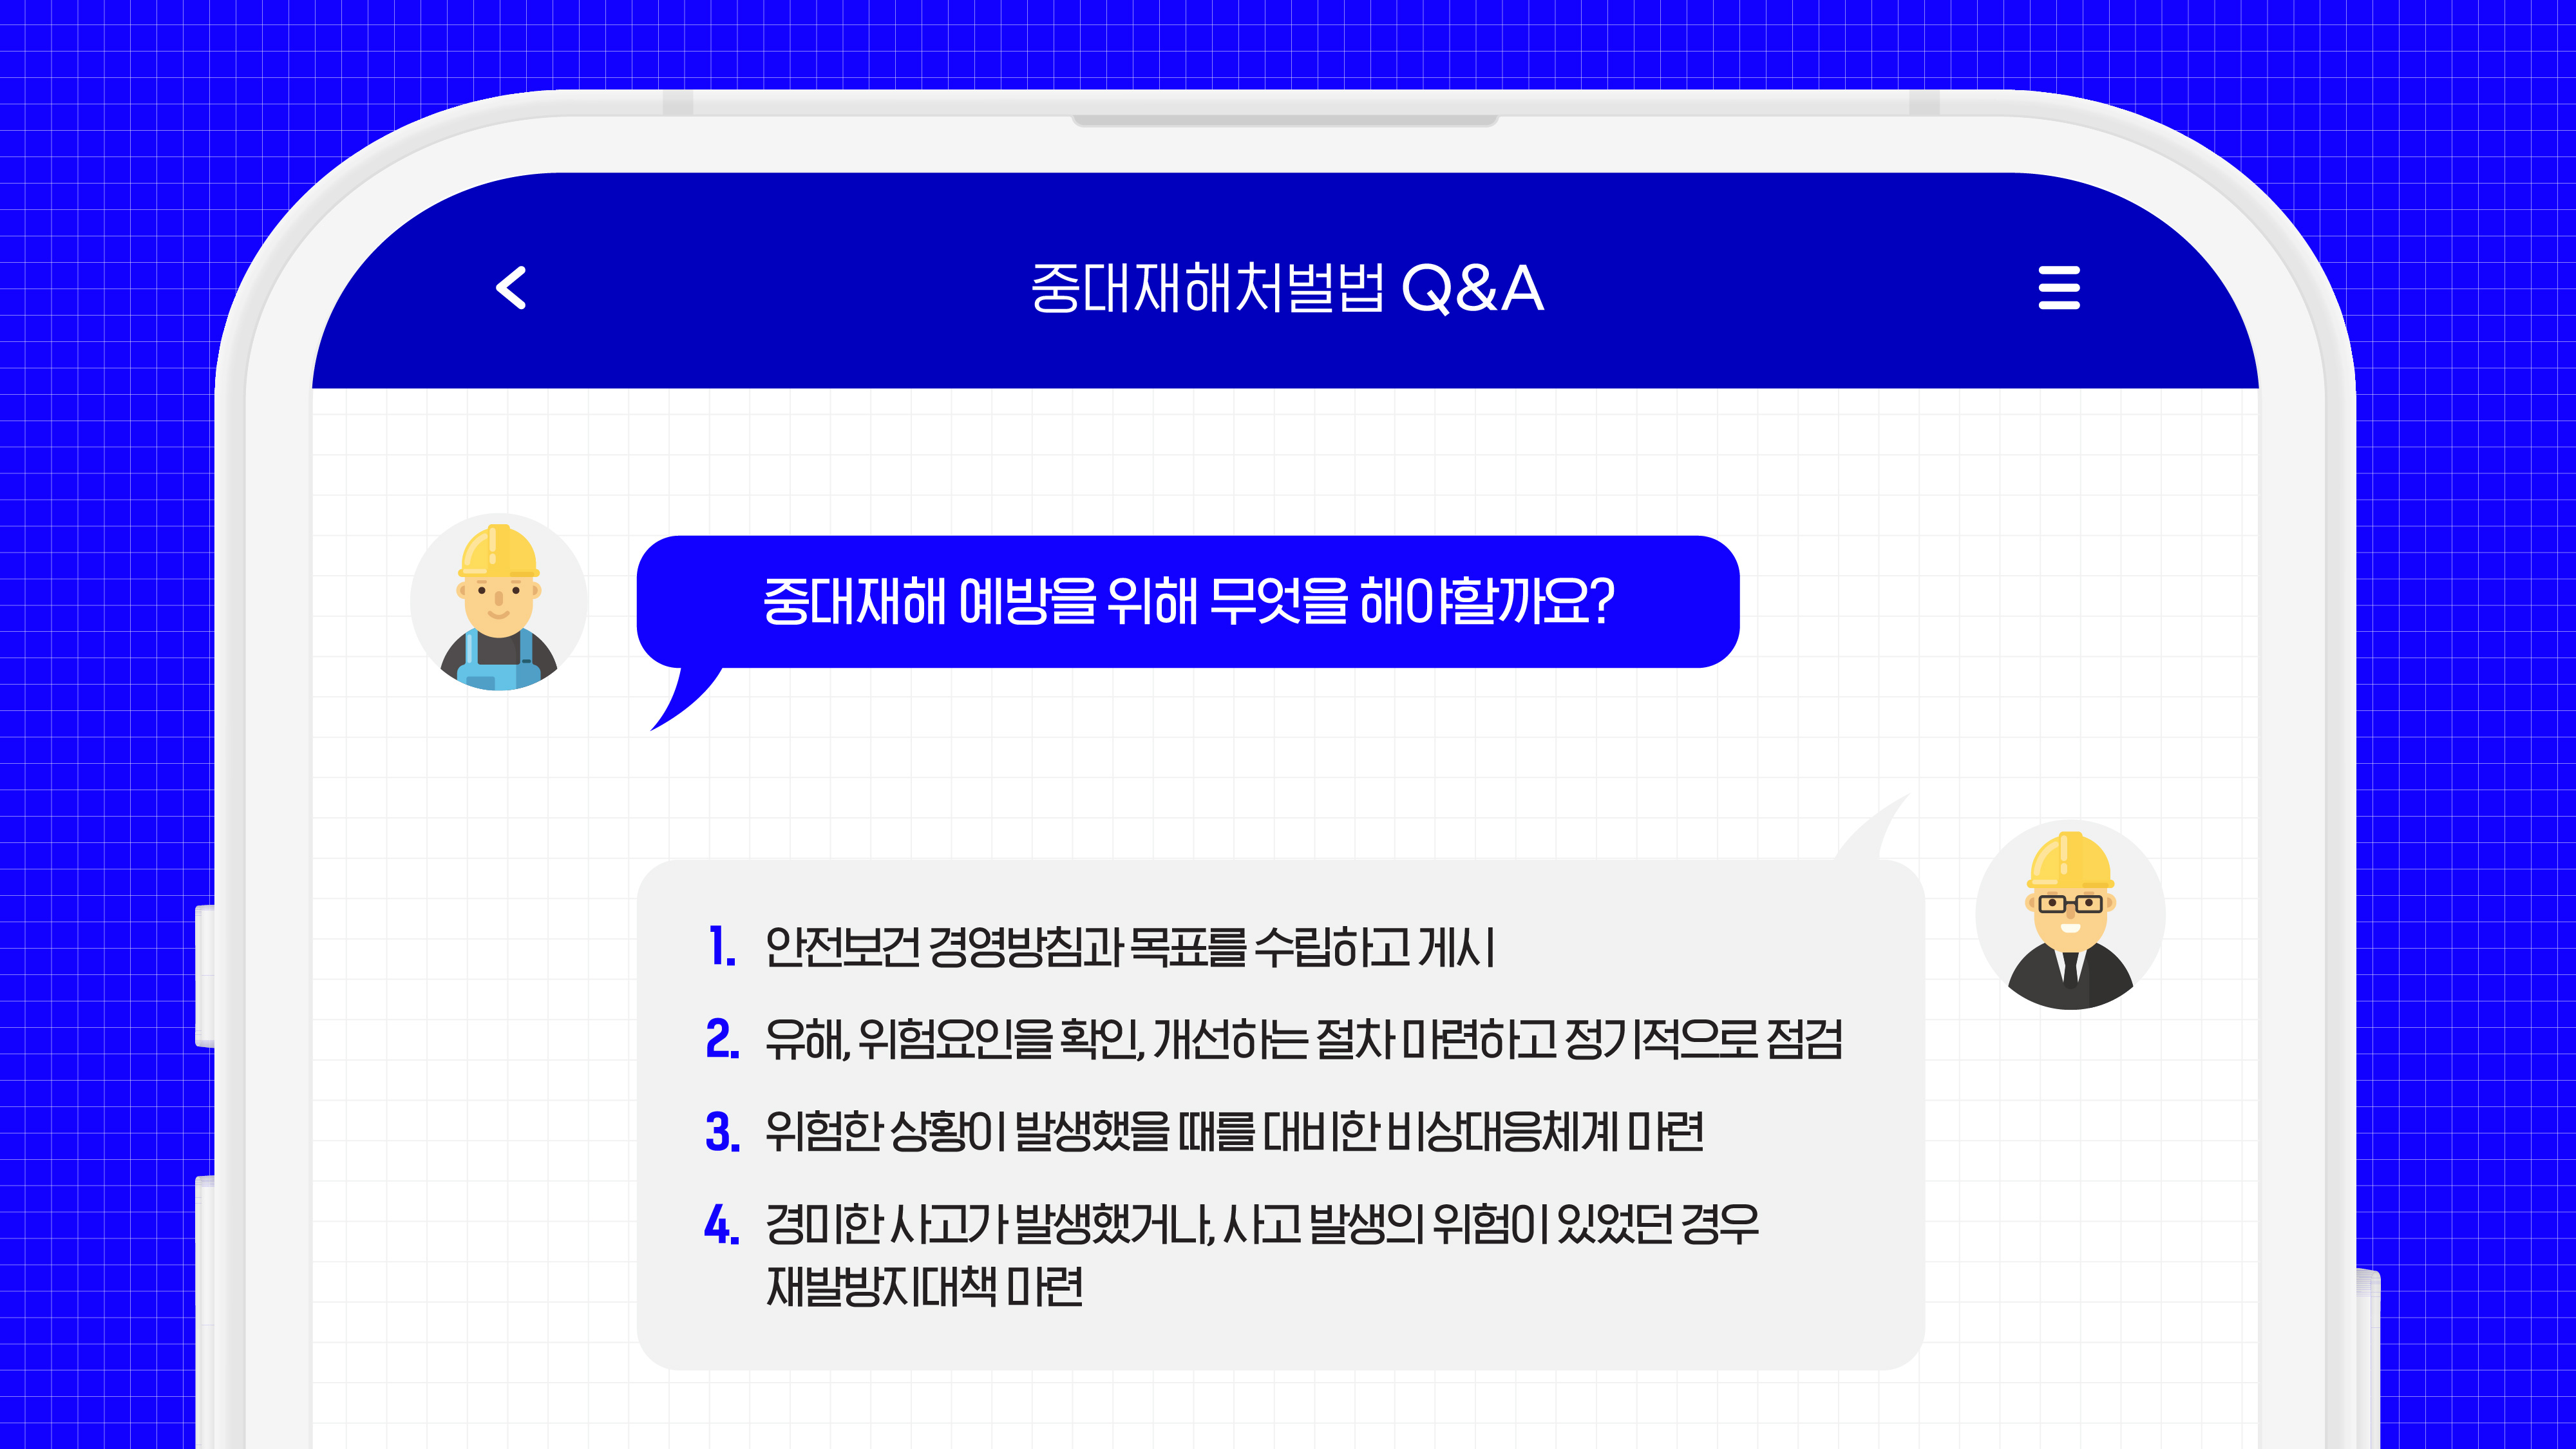 중대재해처벌법 Q&A
중대재해 예방을 위해 무엇을 해야할까요?
1. 안전보건 경영방침과 목표를 수립하고 게시
2. 유해, 위험요인을 확인, 개선하는 절차 마련하고 정기적으로 점검
3. 위험한 상황이 발생했을 때를 대비한 비상대응체계 마련
4. 경미한 사고가 발생했거나, 사고 발생의 위험이 있었던 경우
재발방지대책 마련